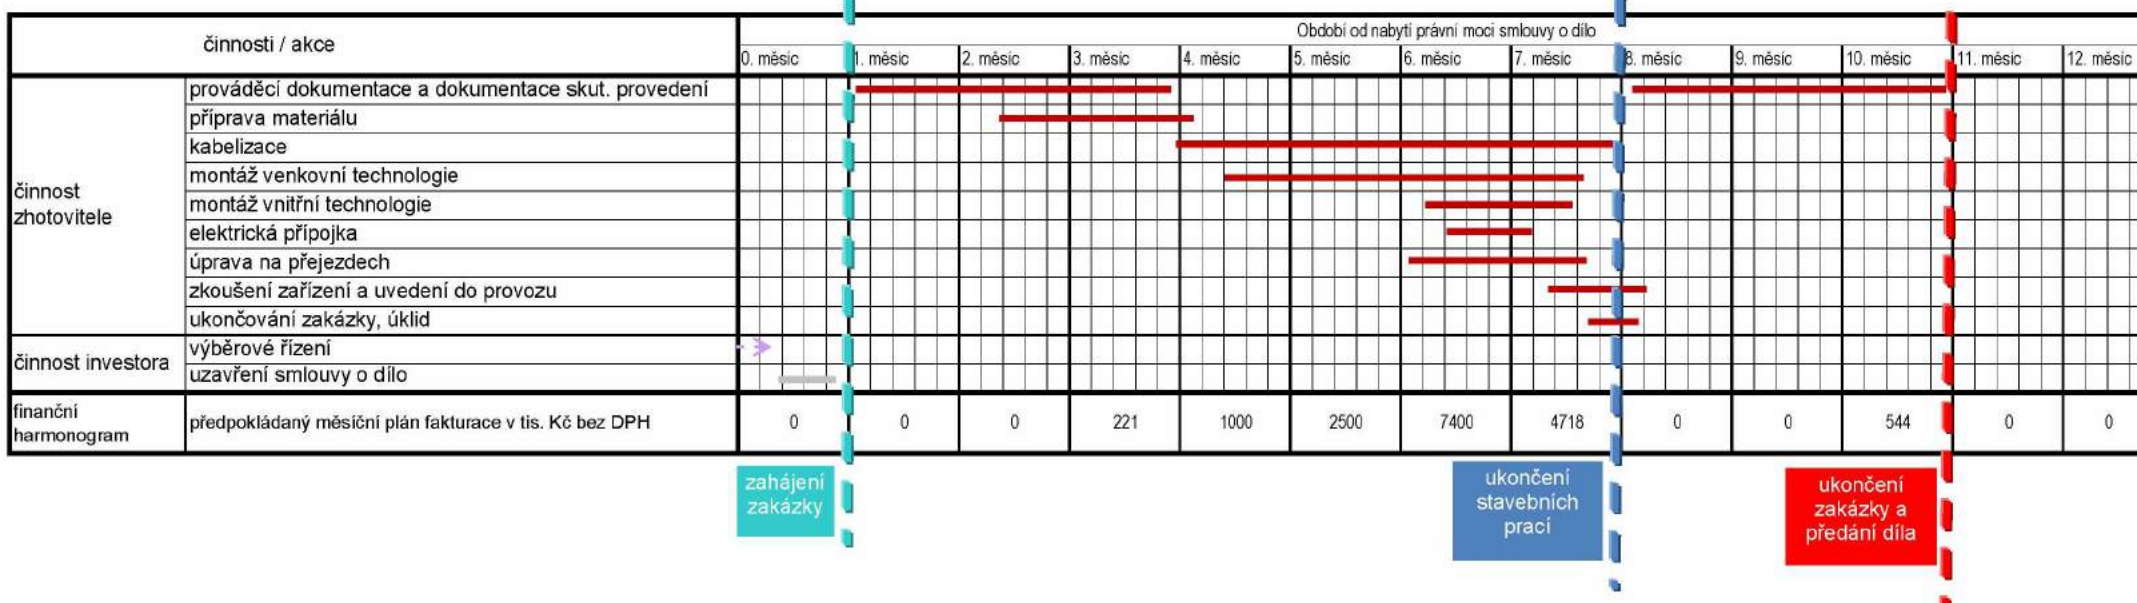 činnosti / akce
Období od nabytí právní moci smlouvy o dílo
0. měsíc 1. měsíc 2. měsíc 3. měsíc 4. měsíc 5. měsíc 6. měsíc 7. měsíc 8. měsíc 9. měsíc 10. měsíc 11. měsíc 12. měsíc
činnost
zhotovitele
prováděcí dokumentace a dokumentace skut. provedení
příprava materiálu
kabelizace
montáž venkovní technologie
montáž vnitřní technologie
elektrická přípojka
úprava na přejezdech
zkoušení zařízení a uvedení do provozu
ukončování zakázky, úklid
činnost investora
výběrové řízení
uzavření smlouvy o dílo
finanční
harmonogram
předpokládaný měsíční plán fakturace v tis. Kč bez DPH 0 0 0 221 1000 2500 7400 4718 0 0 544 0 0
zahájení
zakázky
ukončení
stavebních
prací
ukončení
zakázky a
předání díla